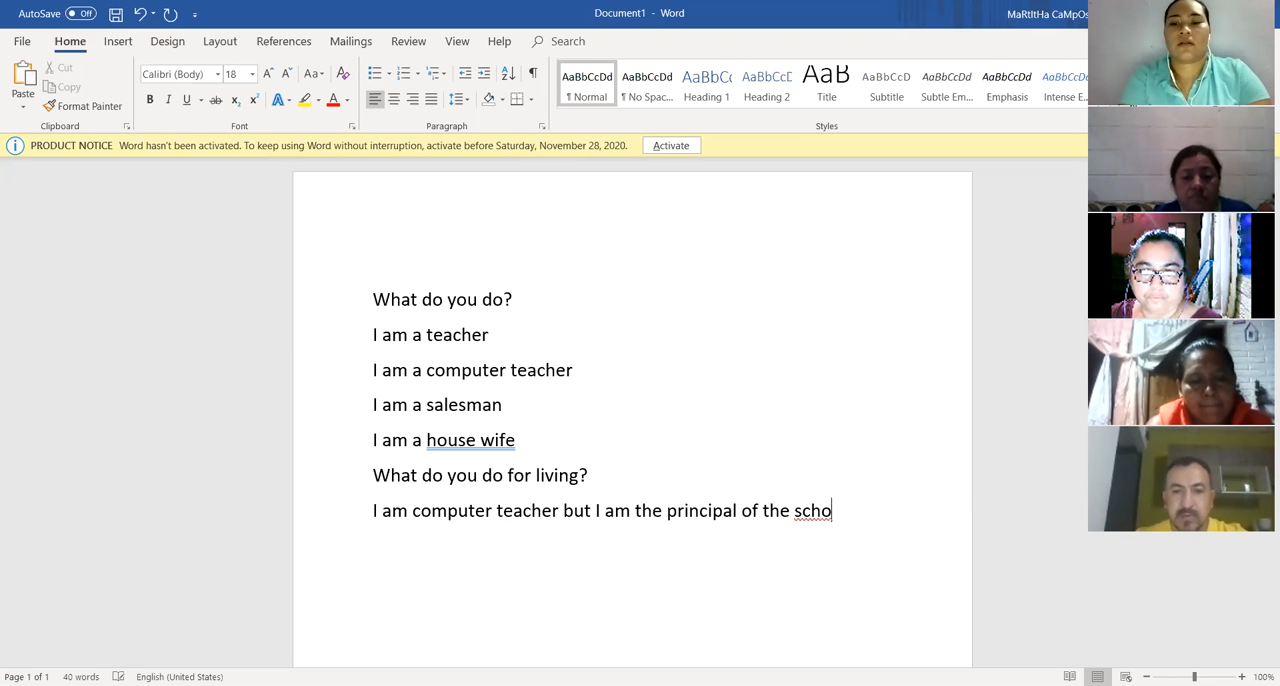 AutoSave Off
Document1 - Word
MaRtItHa CaMpOs
File Home Insert Design Layout References Mailings Review View Help Search
Paste
Cut
Copy
Format Painter
Clipboard
Calibri (Body) 18
Font
Paragraph
AaBbCcDd AaBbCcDd AaBbC AaBbCcD AaB AaBbCcD AaBbCcDd AaBbCcDd AaBbCcDd
¶ Normal ¶ No Spac... Heading 1 Heading 2 Title Subtitle Subtle Em... Emphasis Intense E...
Styles
PRODUCT NOTICE Word hasn't been activated. To keep using Word without interruption, activate before Saturday, November 28, 2020. Activate
What do you do?
I am a teacher
I am a computer teacher
I am a salesman
I am a house wife
What do you do for living?
I am computer teacher but I am the principal of the scho
Page 1 of 1 40 words English (United States) 100%